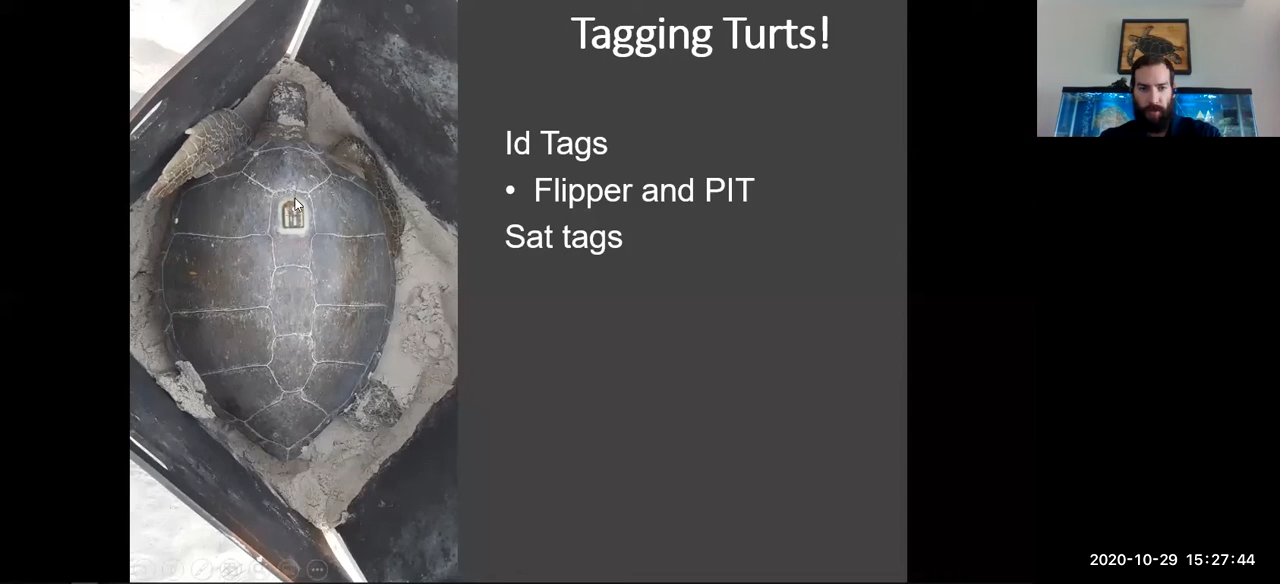 Tagging Turts!
Id Tags
• Flipper and PIT
Sat tags
2020-10-29 15:27:44